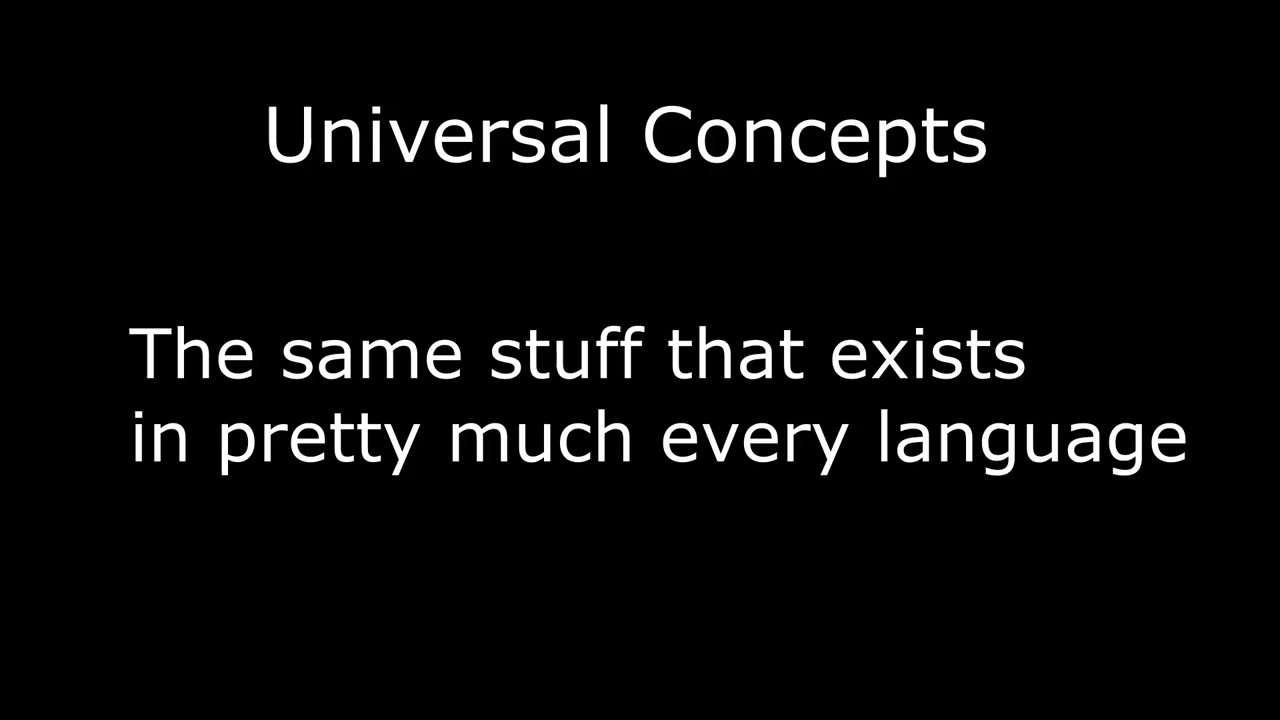 Universal Concepts
The same stuff that exists
in pretty much every language